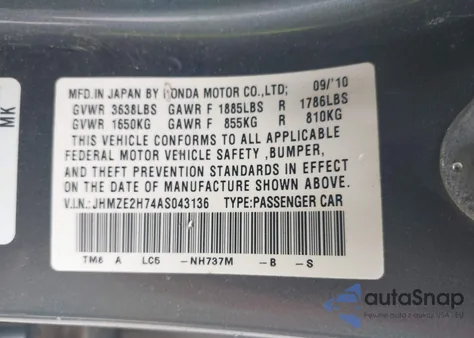 MFD. IN JAPAN BY HONDA MOTOR CO.,LTD; 09/'10
GVWR 3638LBS GAWR F 1885LBS R 1786LBS
GVWR 1650KG GAWR F 855KG R 810KG
THIS VEHICLE CONFORMS TO ALL APPLICABLE
FEDERAL MOTOR VEHICLE SAFETY ,BUMPER,
AND THEFT PREVENTION STANDARDS IN EFFECT
ON THE DATE OF MANUFACTURE SHOWN ABOVE.
V.I.N.: JHMZE2H74AS043136 TYPE:PASSENGER CAR
TM8 A LC5 -NH737M -B -S
MK
autoSnap